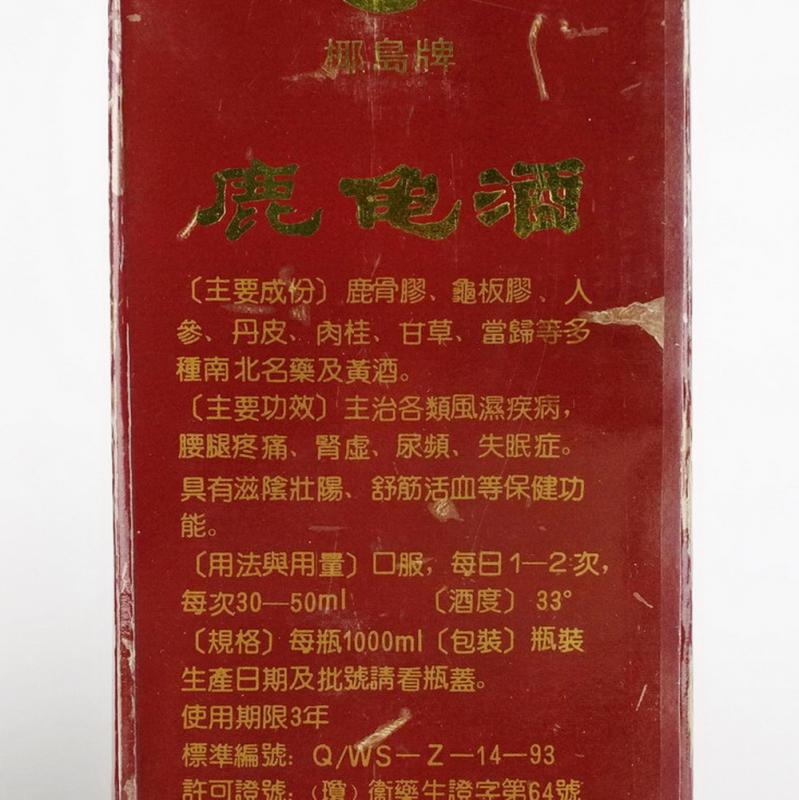 椰島牌
鹿龟酒
〔主要成份〕鹿骨膠、龜板膠、人
參、丹皮、肉桂、甘草、當歸等多
種南北名藥及黃酒。
〔主要功效〕主治各類風濕疾病，
腰腿疼痛、腎虛、尿頻、失眠症。
具有滋陰壯陽、舒筋活血等保健功
能。
〔用法與用量〕口服，每日1—2次，
每次30—50ml 〔酒度〕33°
〔規格〕每瓶1000ml〔包裝〕瓶裝
生產日期及批號請看瓶蓋。
使用期限3年
標準編號：Q/WS—Z—14—93
許可證號：（瓊）衛藥生證字第64號